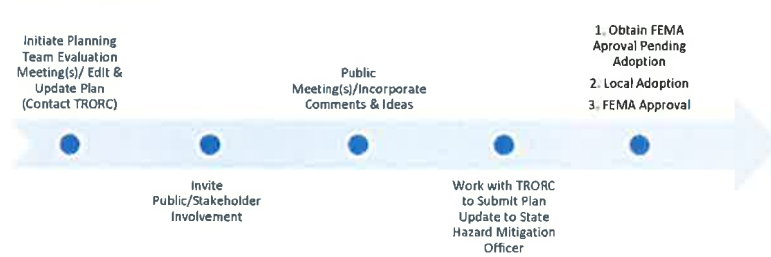 Initiate Planning
Team Evaluation
Meeting(s)/ Edit &
Update Plan
(Contact TRORC)
Invite
Public/Stakeholder
Involvement
Public
Meeting(s)/Incorporate
Comments & Ideas
Work with TRORC
to Submit Plan
Update to State
Hazard Mitigation
Officer
1. Obtain FEMA
Aproval Pending
Adoption
2. Local Adoption
3. FEMA Approval